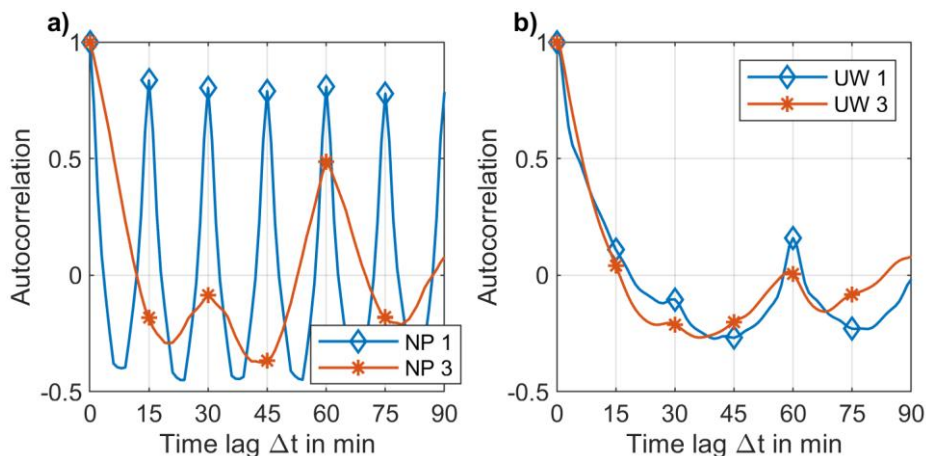 a)
1
0.5
0
-0.5
Autocorrelation
0 15 30 45 60 75 90
Time lag Δt in min
NP 1
NP 3
b)
1
0.5
0
-0.5
Autocorrelation
0 15 30 45 60 75 90
Time lag Δt in min
UW 1
UW 3